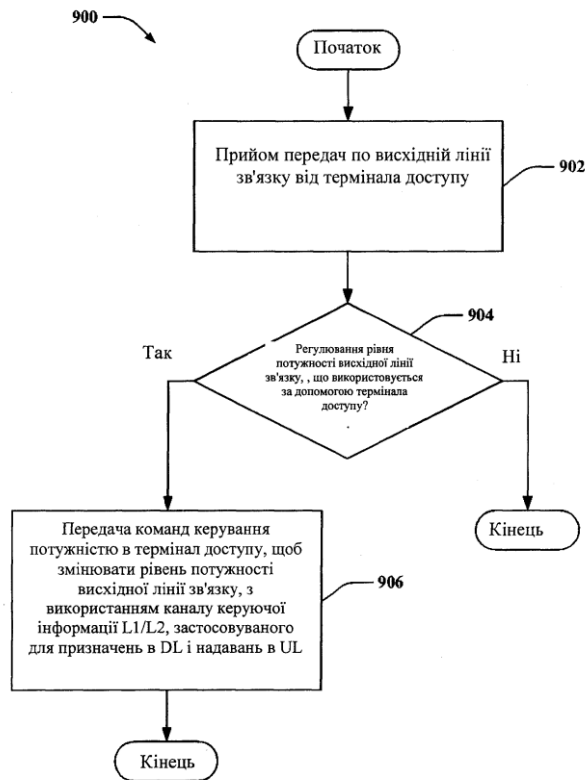 900
Початок
Прийом передач по висхідній лінії
зв'язку від термінала доступу
902
904
Так
Ні
Регулювання рівня
потужності висхідної лінії
зв'язку, , що використовується
за допомогою термінала
доступу?
Передача команд керування
потужністю в термінал доступу, щоб
змінювати рівень потужності
висхідної лінії зв'язку, з
використанням каналу керуючої
інформації L1/L2, застосовуваного
для призначень в DL і надавань в UL
906
Кінець
Кінець